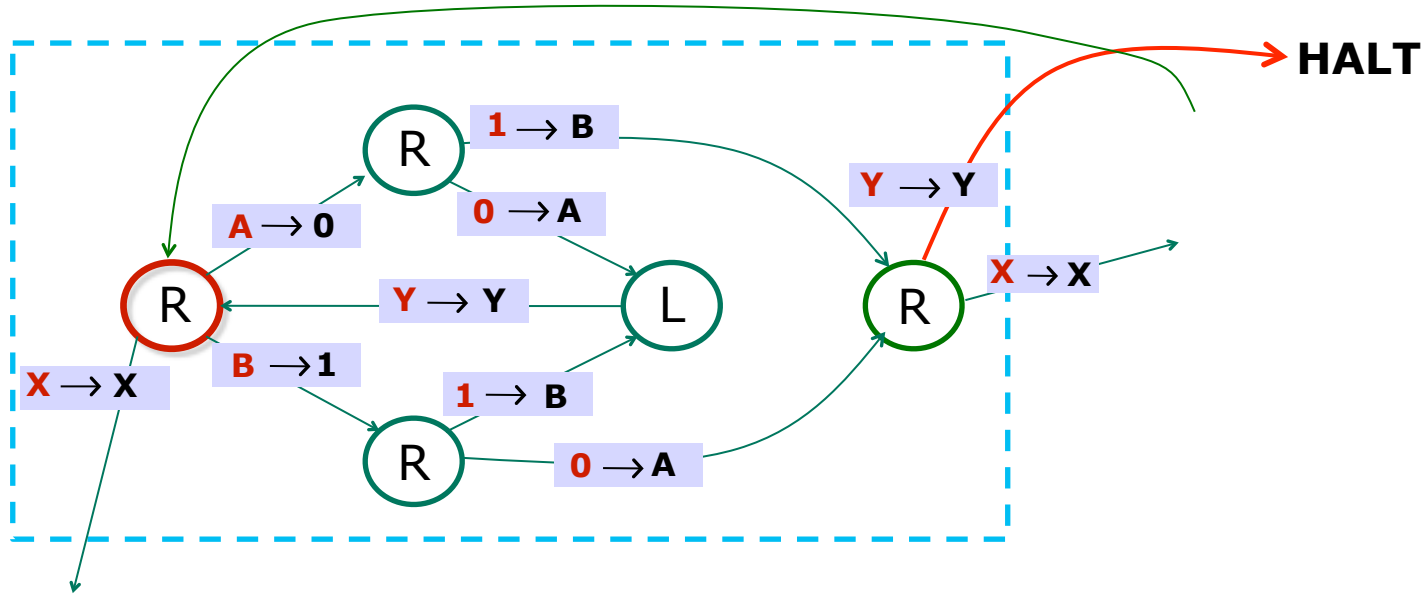 HALT
R
1 → B
0 → A
Y → Y
A → 0
X → X
R
Y → Y
L
R
B → 1
X → X
1 → B
R
0 → A